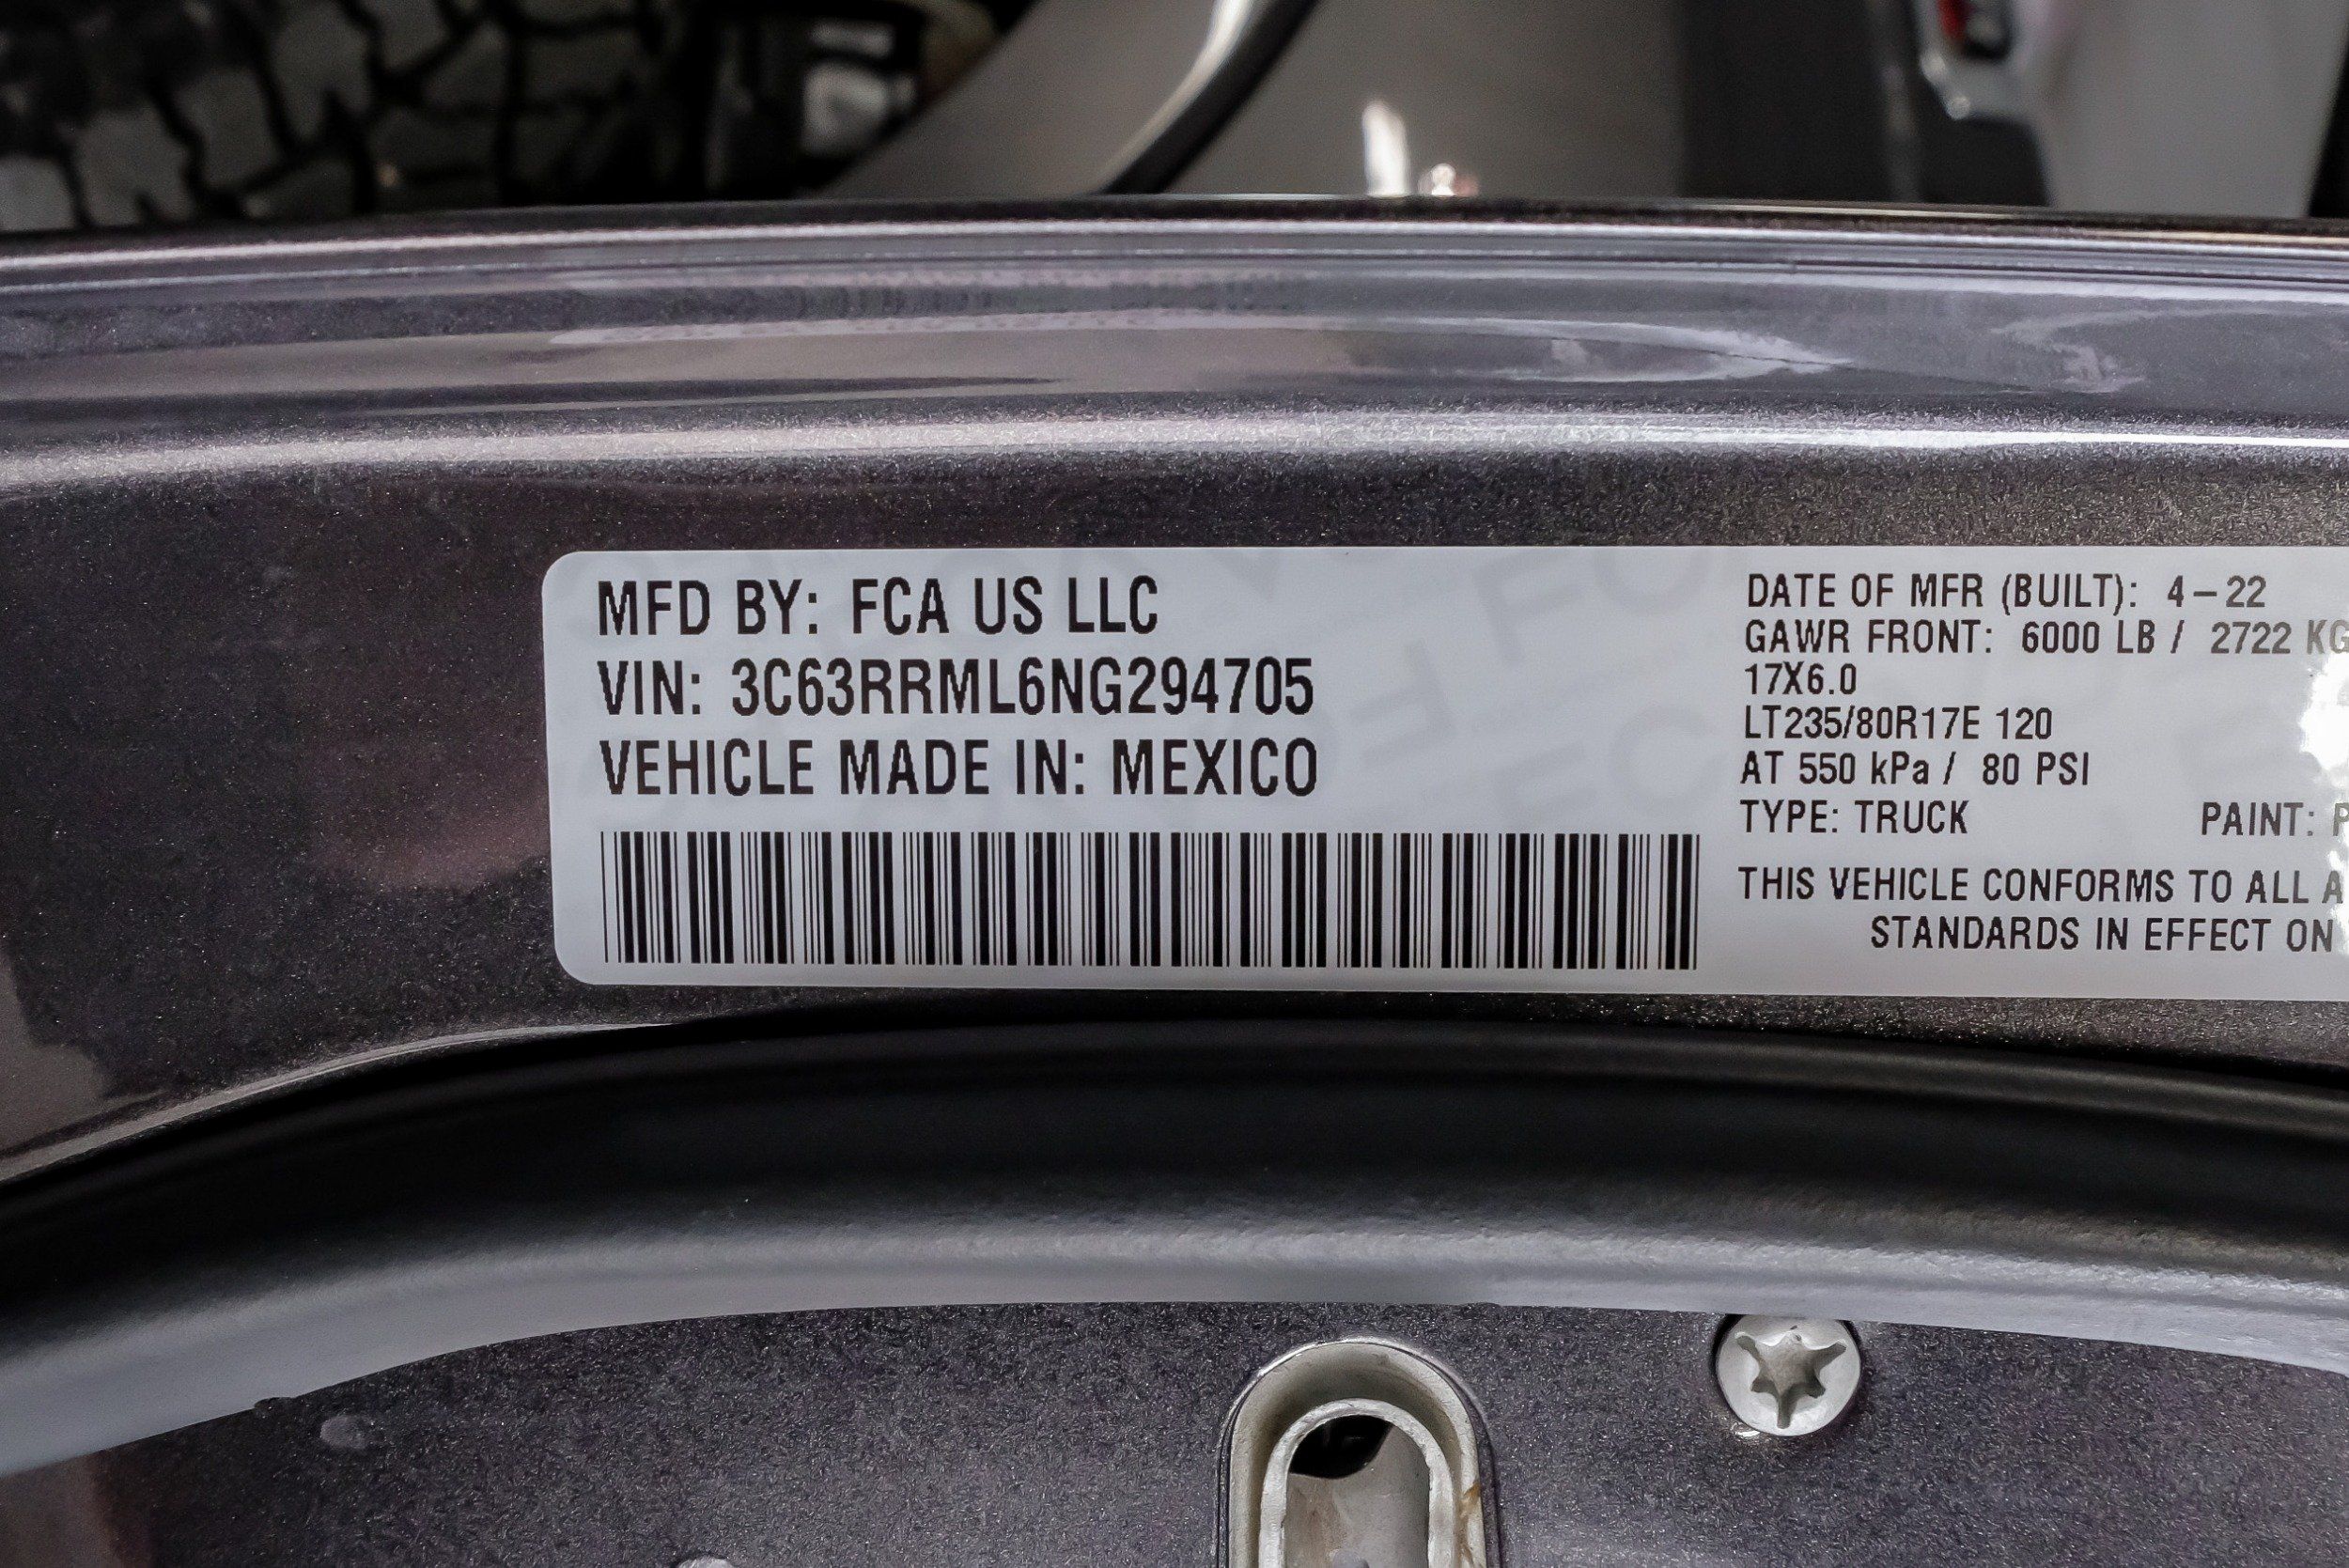 MFD BY: FCA US LLC
VIN: 3C63RRML6NG294705
VEHICLE MADE IN: MEXICO
DATE OF MFR (BUILT): 4-22
GAWR FRONT: 6000 LB / 2722 KG
17X6.0
LT235/80R17E 120
AT 550 kPa / 80 PSI
TYPE: TRUCK PAINT:
THIS VEHICLE CONFORMS TO ALL
STANDARDS IN EFFECT ON